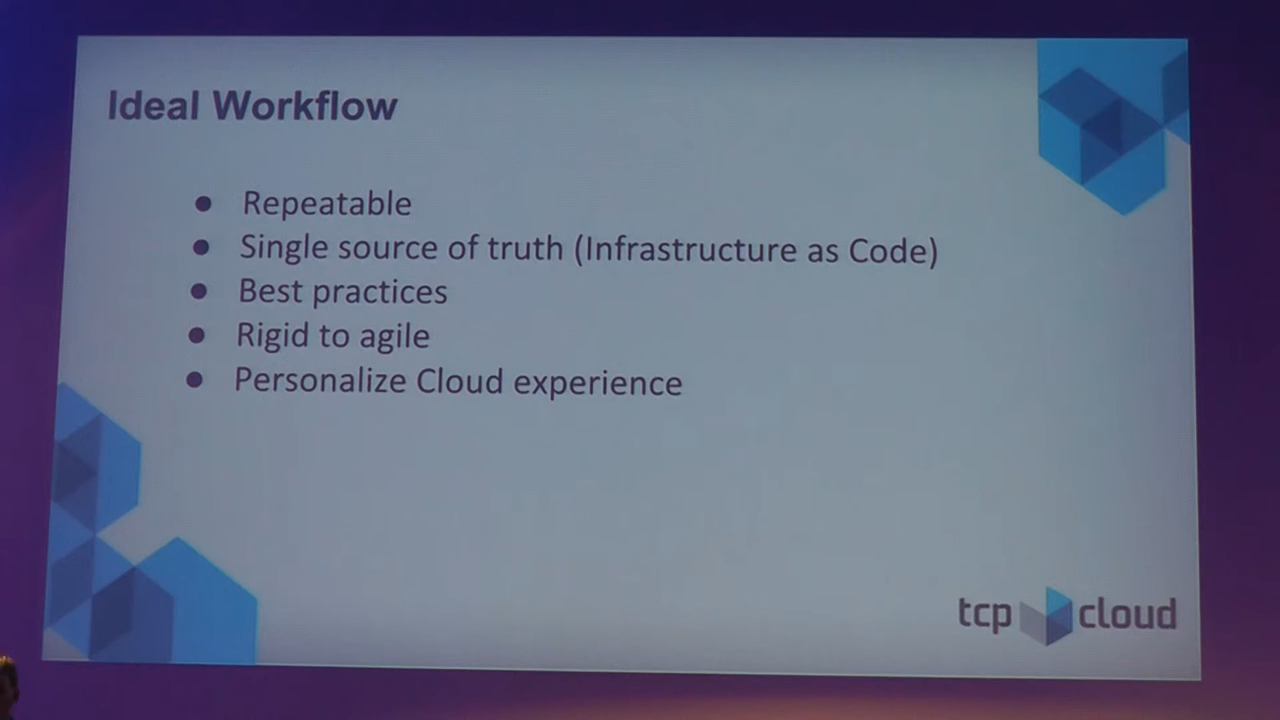 Ideal Workflow
● Repeatable
● Single source of truth (Infrastructure as Code)
● Best practices
● Rigid to agile
● Personalize Cloud experience
tcp cloud